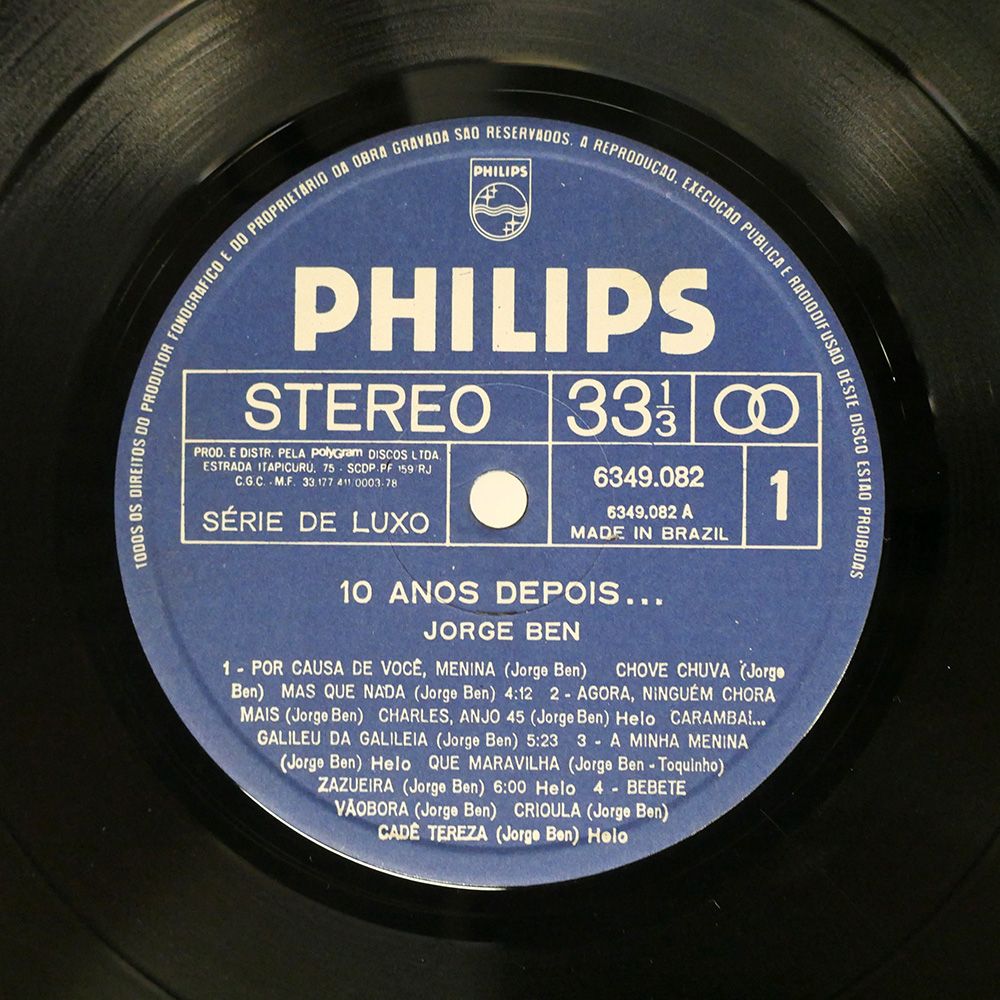 TODOS OS DIREITOS DO PRODUTOR FONOGRÁFICO E DO PROPRIETÁRIO DA OBRA GRAVADA SÃO RESERVADOS. A REPRODUÇÃO, EXECUÇÃO PÚBLICA E RADIODIFUSÃO DESTE DISCO ESTÃO PROIBIDAS
PHILIPS
PHILIPS
STEREO
33 1/3
PROD. E DISTR. PELA polyGram DISCOS LTDA.
ESTRADA ITAPICURÚ, 75 - SCDP-PF 159/RJ
C.G.C. - M.F. 33.177.411/0003-78
SÉRIE DE LUXO
6349.082
6349.082 A
MADE IN BRAZIL
1
10 ANOS DEPOIS...
JORGE BEN
1 - POR CAUSA DE VOCÊ, MENINA (Jorge Ben) CHOVE CHUVA (Jorge
Ben) MAS QUE NADA (Jorge Ben) 4:12 2 - AGORA, NINGUÉM CHORA
MAIS (Jorge Ben) CHARLES, ANJO 45 (Jorge Ben) Helo CARAMBA!...
GALILEU DA GALILEIA (Jorge Ben) 5:23 3 - A MINHA MENINA
(Jorge Ben) Helo QUE MARAVILHA (Jorge Ben - Toquinho)
ZAZUEIRA (Jorge Ben) 6:00 Helo 4 - BEBETE
VÃOBORA (Jorge Ben) CRIOULA (Jorge Ben)
CADÊ TEREZA (Jorge Ben) Helo